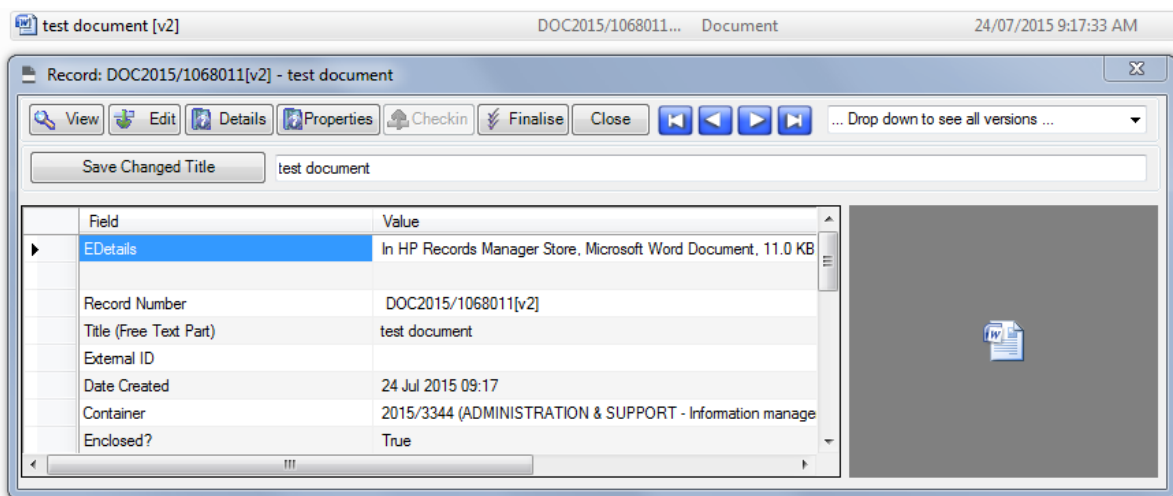 test document [v2] DOC2015/1068011... Document 24/07/2015 9:17:33 AM
Record: DOC2015/1068011[v2] - test document
View Edit Details Properties Checkin Finalise Close ... Drop down to see all versions ...
Save Changed Title test document
Field Value
EDetails In HP Records Manager Store, Microsoft Word Document, 11.0 KB
Record Number DOC2015/1068011[v2]
Title (Free Text Part) test document
External ID
Date Created 24 Jul 2015 09:17
Container 2015/3344 (ADMINISTRATION & SUPPORT - Information manage
Enclosed? True